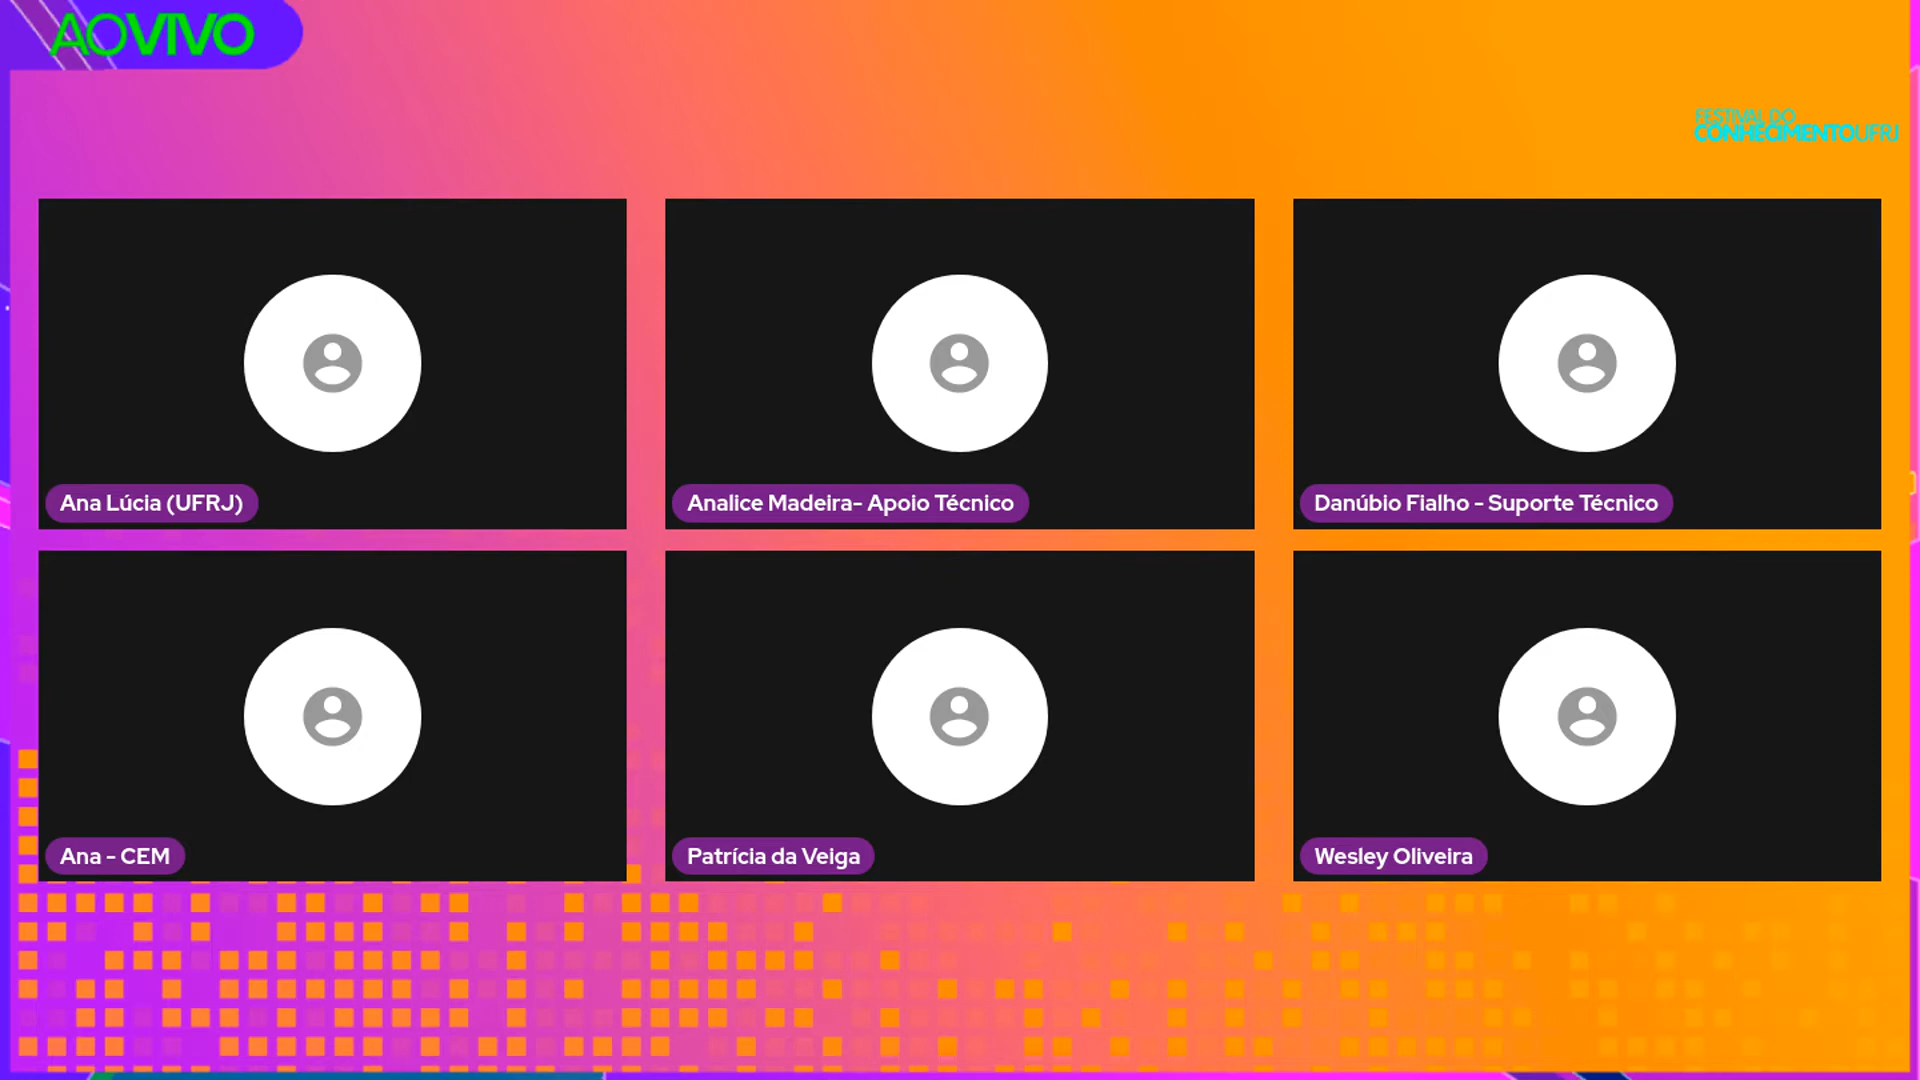 AOVIVO
FESTIVAL DO
CONHECIMENTOUFRJ
Ana Lúcia (UFRJ)
Analice Madeira- Apoio Técnico
Danúbio Fialho - Suporte Técnico
Ana - CEM
Patrícia da Veiga
Wesley Oliveira